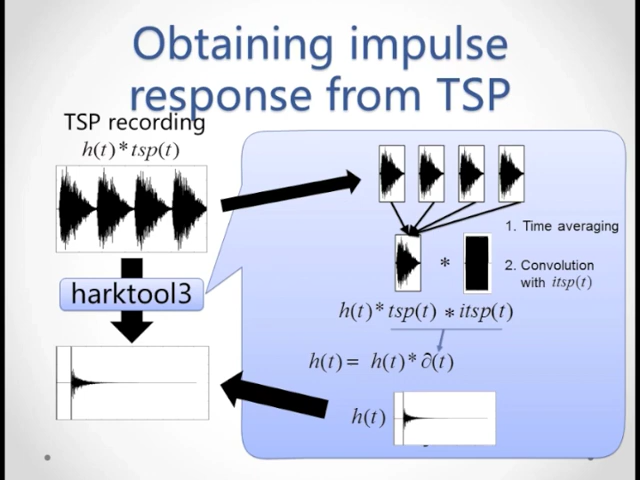 Obtaining impulse
response from TSP
TSP recording
h(t)*tsp(t)
harktool3
1. Time averaging
*
2. Convolution
with itsp(t)
h(t)*tsp(t)*itsp(t)
h(t)= h(t)*∂(t)
h(t)